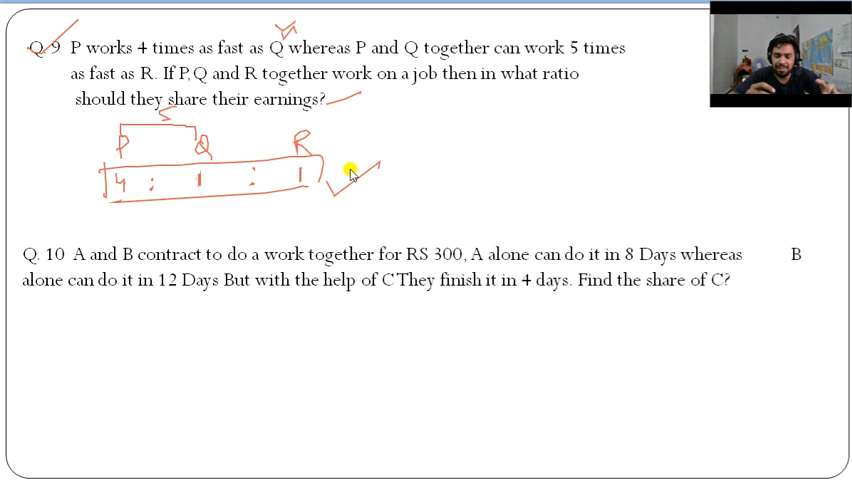 Q. 9 P works 4 times as fast as Q whereas P and Q together can work 5 times
as fast as R. If P,Q and R together work on a job then in what ratio
should they share their earnings?
5
P Q R
4 : 1 : 1
Q. 10 A and B contract to do a work together for RS 300, A alone can do it in 8 Days whereas B
alone can do it in 12 Days But with the help of C They finish it in 4 days. Find the share of C?